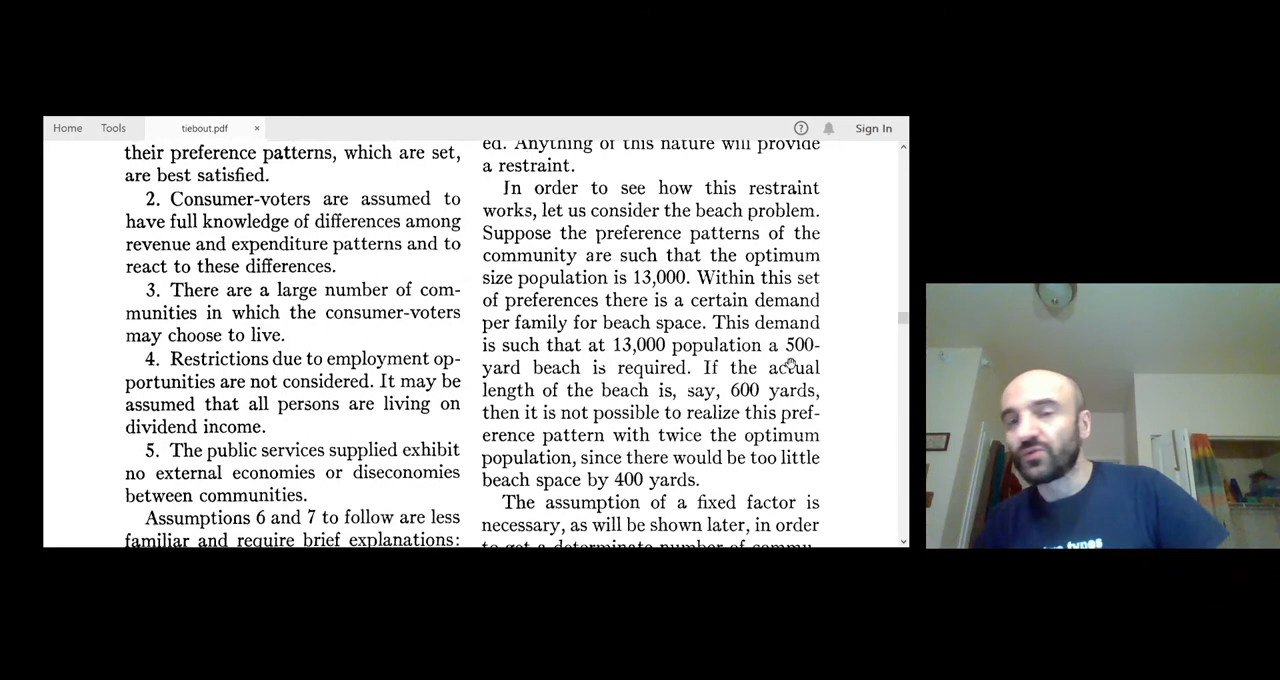 Home Tools tiebout.pdf × ? Sign In
their preference patterns, which are set,
are best satisfied.
2. Consumer-voters are assumed to
have full knowledge of differences among
revenue and expenditure patterns and to
react to these differences.
3. There are a large number of com-
munities in which the consumer-voters
may choose to live.
4. Restrictions due to employment op-
portunities are not considered. It may be
assumed that all persons are living on
dividend income.
5. The public services supplied exhibit
no external economies or diseconomies
between communities.
Assumptions 6 and 7 to follow are less
familiar and require brief explanations:
ed. Anything of this nature will provide
a restraint.
In order to see how this restraint
works, let us consider the beach problem.
Suppose the preference patterns of the
community are such that the optimum
size population is 13,000. Within this set
of preferences there is a certain demand
per family for beach space. This demand
is such that at 13,000 population a 500-
yard beach is required. If the actual
length of the beach is, say, 600 yards,
then it is not possible to realize this pref-
erence pattern with twice the optimum
population, since there would be too little
beach space by 400 yards.
The assumption of a fixed factor is
necessary, as will be shown later, in order
to get a determinate number of commu-
types